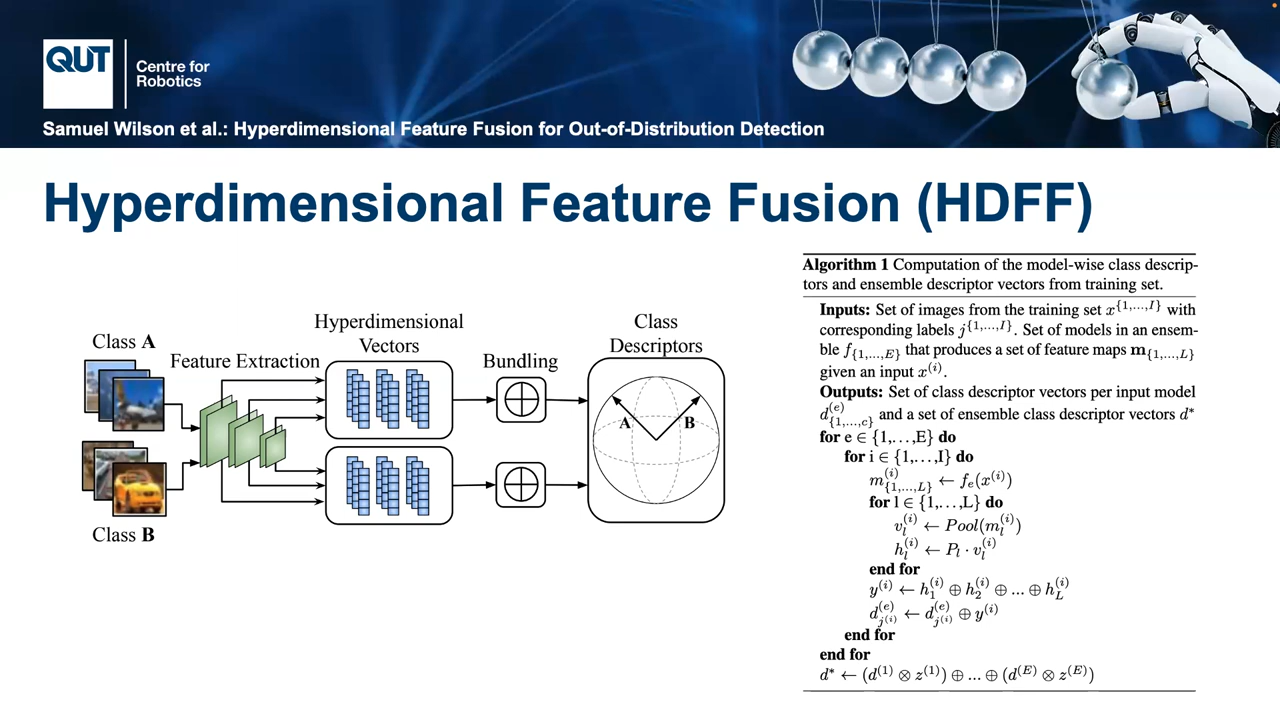 QUT
Centre for
Robotics
Samuel Wilson et al.: Hyperdimensional Feature Fusion for Out-of-Distribution Detection
Hyperdimensional Feature Fusion (HDFF)
Class A
Feature Extraction
Hyperdimensional
Vectors
Bundling
Class
Descriptors
A
B
Class B
Algorithm 1 Computation of the model-wise class descrip-
tors and ensemble descriptor vectors from training set.
Inputs: Set of images from the training set x^{{1,...,I}} with
corresponding labels j^{{1,...,I}}. Set of models in an ensem-
ble f_{{1,...,E}} that produces a set of feature maps m_{{1,...,L}}
given an input x^{(i)}.
Outputs: Set of class descriptor vectors per input model
d^{(e)}_{{1,...,c}} and a set of ensemble class descriptor vectors d*
for e ∈ {1,...,E} do
for i ∈ {1,...,I} do
m^{(i)}_{{1,...,L}} ← f_e(x^{(i)})
for l ∈ {1,...,L} do
v_l^{(i)} ← Pool(m_l^{(i)})
h_l^{(i)} ← P_l · v_l^{(i)}
end for
y^{(i)} ← h_1^{(i)} ⊕ h_2^{(i)} ⊕ ... ⊕ h_L^{(i)}
d^{(e)}_{j^{(i)}} ← d^{(e)}_{j^{(i)}} ⊕ y^{(i)}
end for
end for
d* ← (d^{(1)} ⊗ z^{(1)}) ⊕ ... ⊕ (d^{(E)} ⊗ z^{(E)})